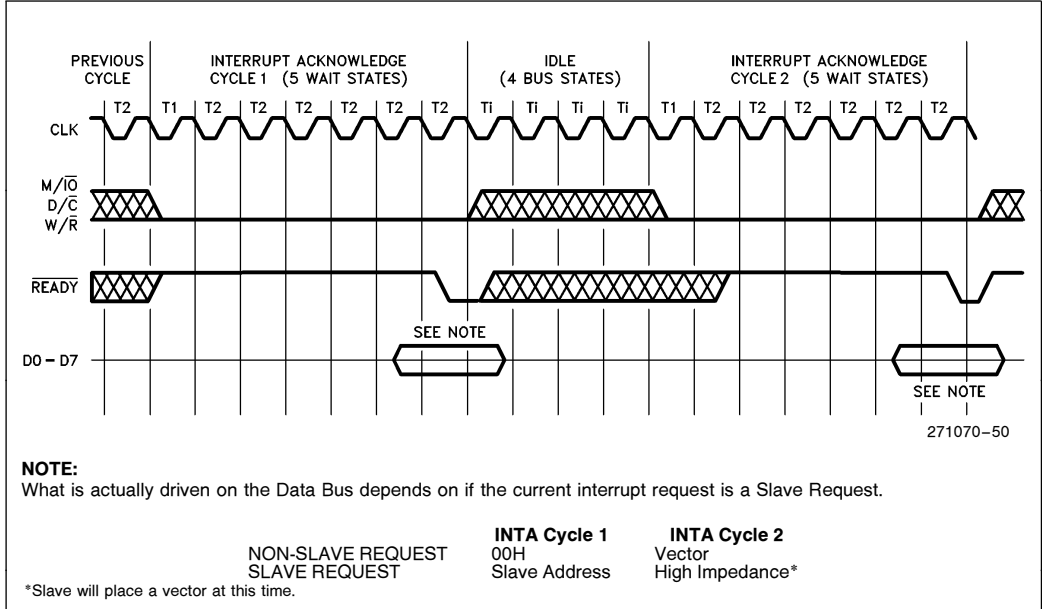 PREVIOUS CYCLE
INTERRUPT ACKNOWLEDGE
CYCLE 1 (5 WAIT STATES)
IDLE
(4 BUS STATES)
INTERRUPT ACKNOWLEDGE
CYCLE 2 (5 WAIT STATES)
T2 T1 T2 T2 T2 T2 T2 T2 Ti Ti Ti Ti T1 T2 T2 T2 T2 T2 T2
CLK
M/I̅O̅
D/C̅
W/R̅
R̅E̅A̅D̅Y̅
SEE NOTE
D0 – D7
SEE NOTE
271070–50
NOTE:
What is actually driven on the Data Bus depends on if the current interrupt request is a Slave Request.
INTA Cycle 1 INTA Cycle 2
NON-SLAVE REQUEST 00H Vector
SLAVE REQUEST Slave Address High Impedance*
*Slave will place a vector at this time.